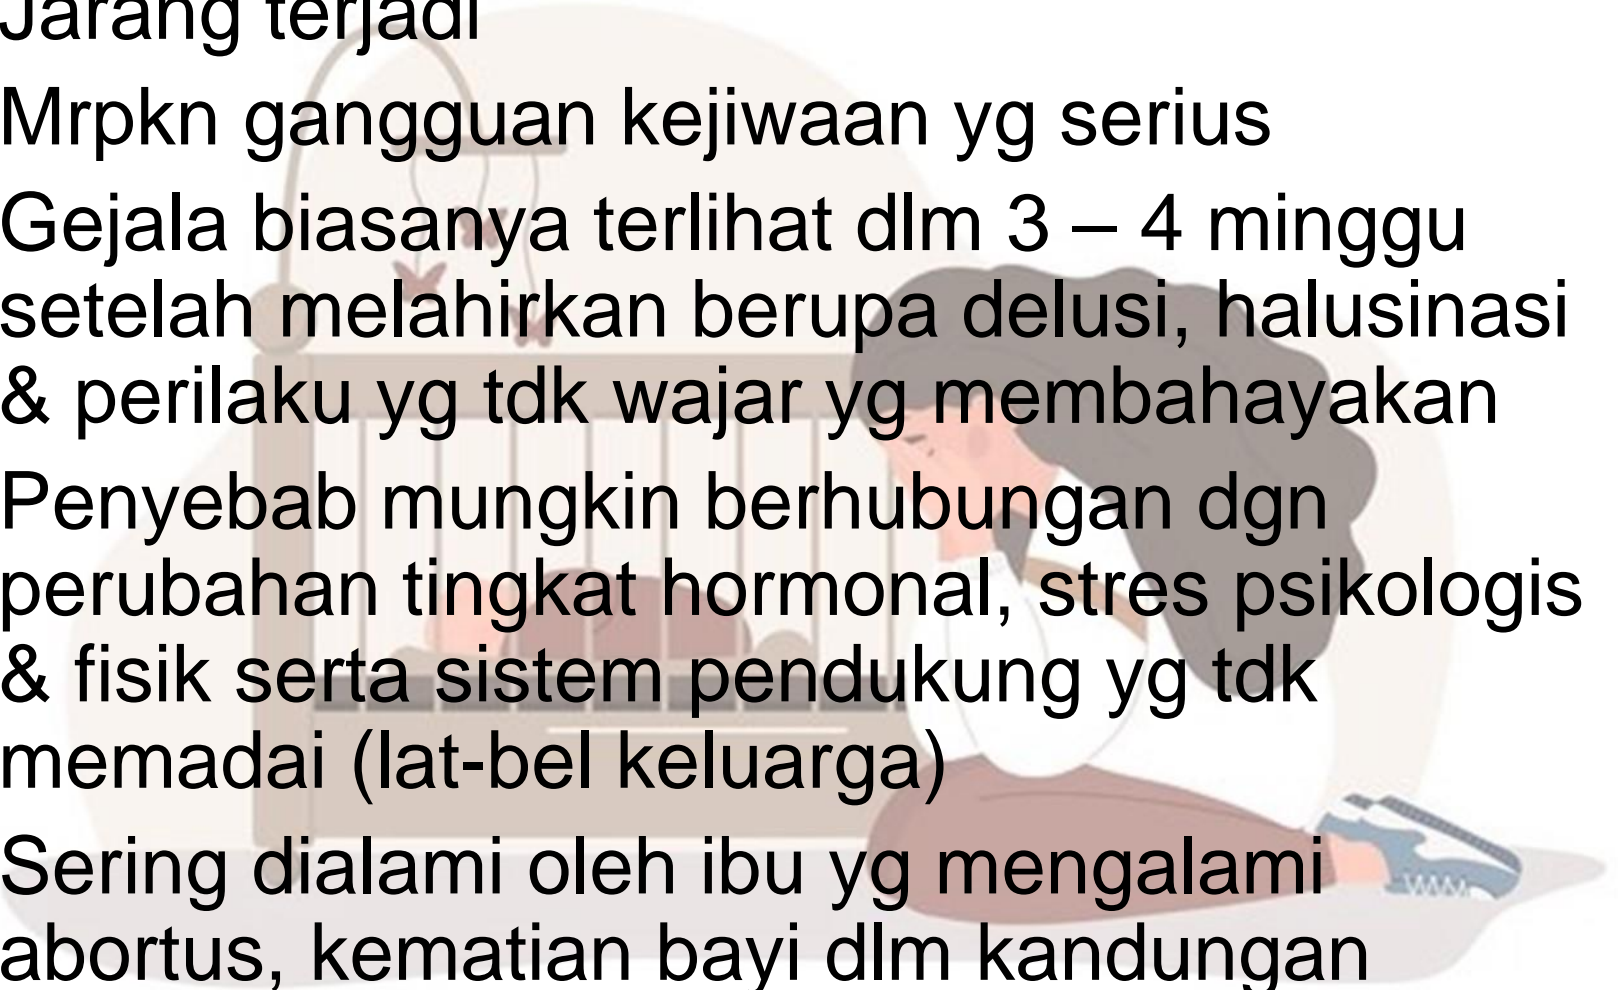 Jarang terjadi
Mrpkn gangguan kejiwaan yg serius
Gejala biasanya terlihat dlm 3 – 4 minggu
setelah melahirkan berupa delusi, halusinasi
& perilaku yg tdk wajar yg membahayakan
Penyebab mungkin berhubungan dgn
perubahan tingkat hormonal, stres psikologis
& fisik serta sistem pendukung yg tdk
memadai (lat-bel keluarga)
Sering dialami oleh ibu yg mengalami
abortus, kematian bayi dlm kandungan